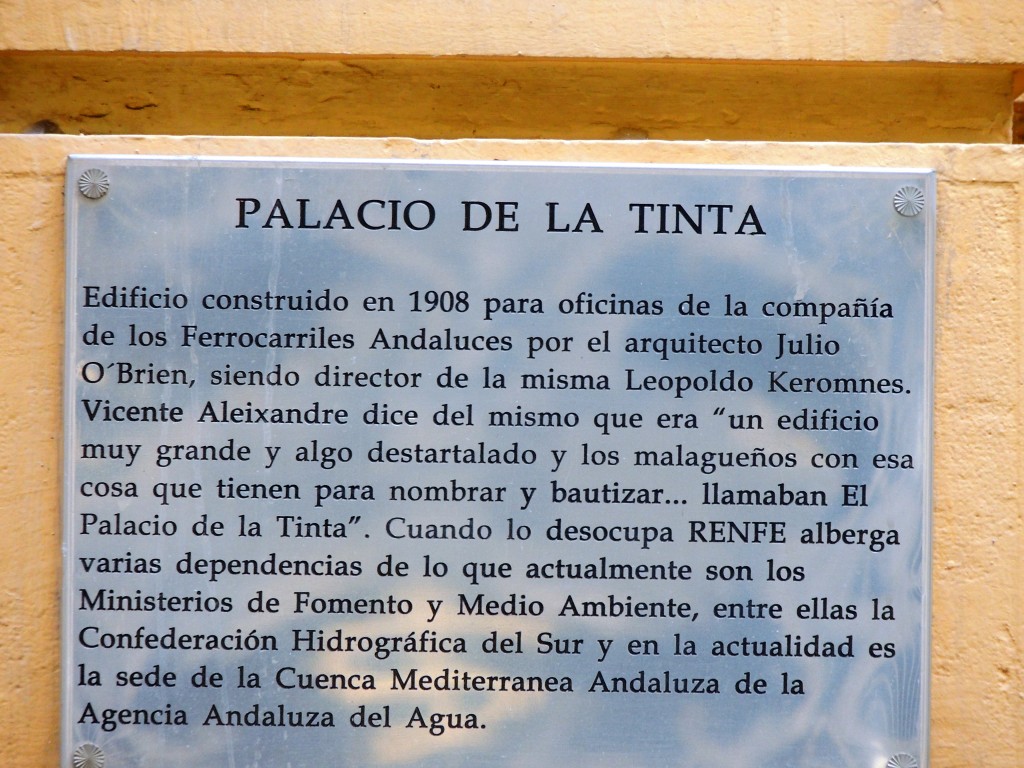 PALACIO DE LA TINTA
Edificio construido en 1908 para oficinas de la compañía
de los Ferrocarriles Andaluces por el arquitecto Julio
O´Brien, siendo director de la misma Leopoldo Keromnes.
Vicente Aleixandre dice del mismo que era “un edificio
muy grande y algo destartalado y los malagueños con esa
cosa que tienen para nombrar y bautizar... llamaban El
Palacio de la Tinta”. Cuando lo desocupa RENFE alberga
varias dependencias de lo que actualmente son los
Ministerios de Fomento y Medio Ambiente, entre ellas la
Confederación Hidrográfica del Sur y en la actualidad es
la sede de la Cuenca Mediterranea Andaluza de la
Agencia Andaluza del Agua.